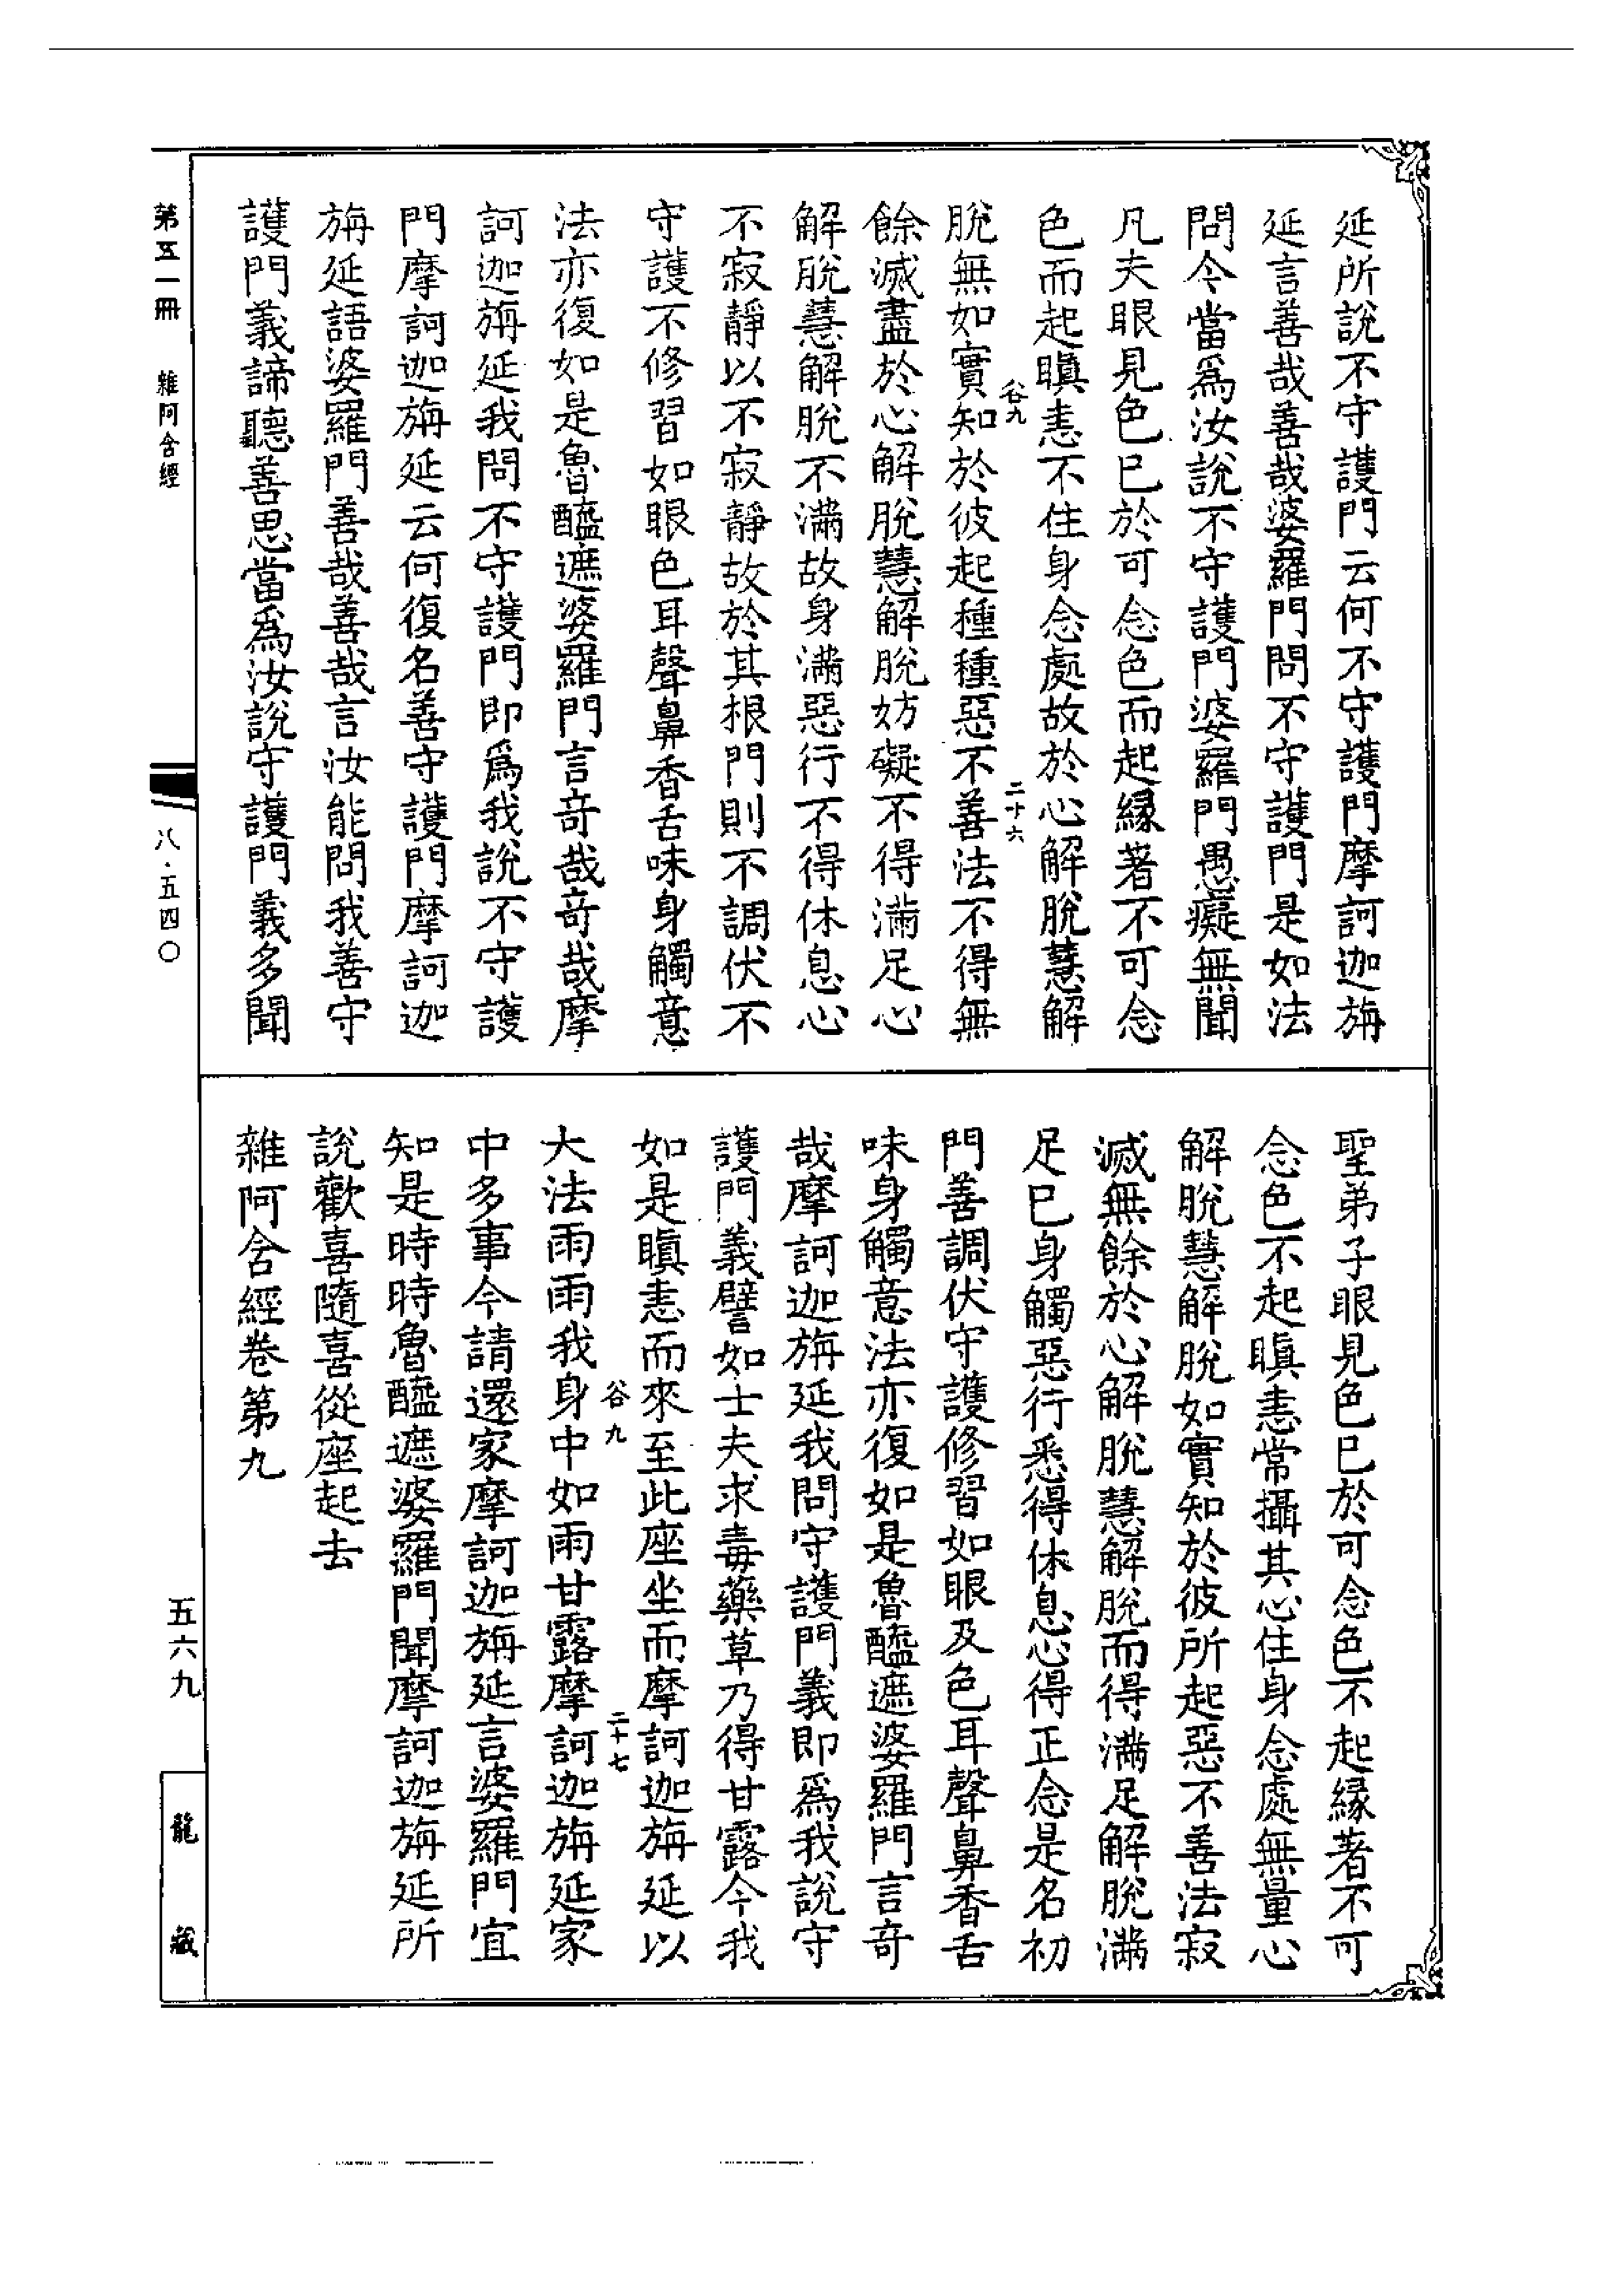 延所說不守護門云何不守護門摩訶迦旃
延言善哉善哉婆羅門問不守護門是如法
問今當爲汝說不守護門婆羅門愚癡無聞
凡夫眼見色已於可念色而起緣著不可念
色而起瞋恚不住身念處故於心解脫慧解
谷九
二十六
脫無如實知於彼起種種惡不善法不得無
餘滅盡於心解脫慧解脫妨礙不得滿足心
解脫慧解脫不滿故身滿惡行不得休息心
不寂靜以不寂靜故於其根門則不調伏不
守護不修習如眼色耳聲鼻香舌味身觸意
法亦復如是魯醯遮婆羅門言奇哉奇哉摩
訶迦旃延我問不守護門即爲我說不守護
門摩訶迦旃延云何復名善守護門摩訶迦
旃延語婆羅門善哉善哉言汝能問我善守
護門義諦聽善思當爲汝說守護門義多聞
聖弟子眼見色已於可念色不起緣著不可
念色不起瞋恚常攝其心住身念處無量心
解脫慧解脫如實知於彼所起惡不善法寂
滅無餘於心解脫慧解脫而得滿足解脫滿
足已身觸惡行悉得休息心得正念是名初
門善調伏守護修習如眼及色耳聲鼻香舌
味身觸意法亦復如是魯醯遮婆羅門言奇
哉摩訶迦旃延我問守護門義即爲我說守
護門義譬如士夫求毒藥草乃得甘露今我
如是瞋恚而來至此座坐而摩訶迦旃延以
谷九
二十七
大法雨雨我身中如雨甘露摩訶迦旃延家
中多事今請還家摩訶迦旃延言婆羅門宜
知是時時魯醯遮婆羅門聞摩訶迦旃延所
說歡喜隨喜從座起去
雜阿含經卷第九
第五一冊 雜阿含經
八·五四〇
五六九
龍藏